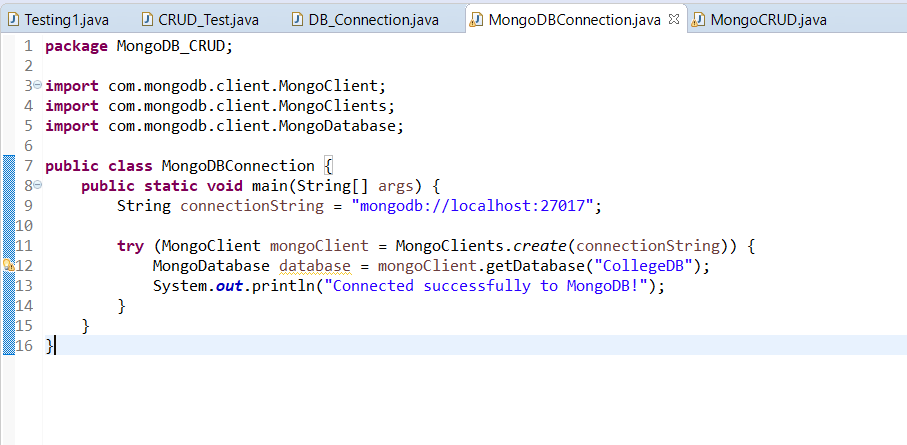 Testing1.java CRUD_Test.java DB_Connection.java MongoDBConnection.java MongoCRUD.java
1 package MongoDB_CRUD;
2
3 import com.mongodb.client.MongoClient;
4 import com.mongodb.client.MongoClients;
5 import com.mongodb.client.MongoDatabase;
6
7 public class MongoDBConnection {
8     public static void main(String[] args) {
9         String connectionString = "mongodb://localhost:27017";
10
11         try (MongoClient mongoClient = MongoClients.create(connectionString)) {
12             MongoDatabase database = mongoClient.getDatabase("CollegeDB");
13             System.out.println("Connected successfully to MongoDB!");
14         }
15     }
16 }